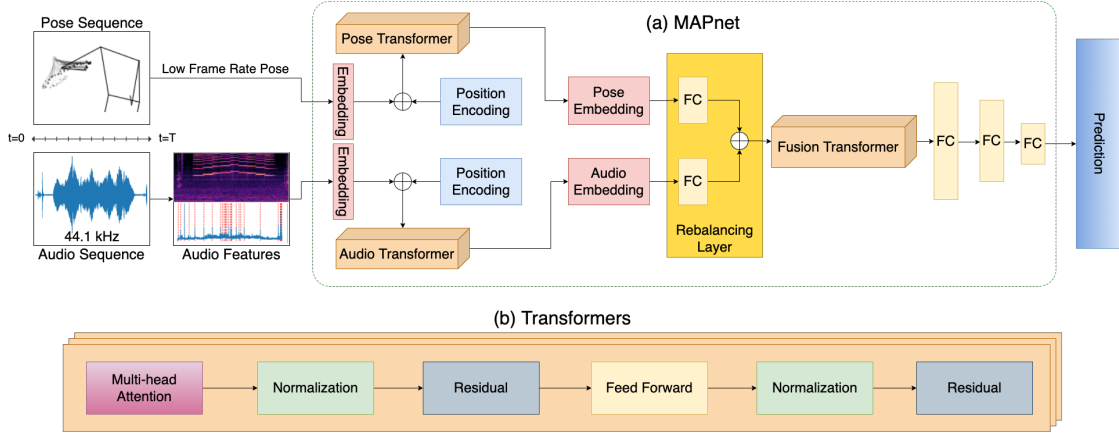 (a) MAPnet
Pose Sequence
Low Frame Rate Pose
t=0
t=T
44.1 kHz
Audio Sequence
Audio Features
Pose Transformer
Embedding
Position
Encoding
Embedding
Position
Encoding
Audio Transformer
Pose
Embedding
Audio
Embedding
FC
FC
Rebalancing
Layer
Fusion Transformer
FC
FC
FC
Prediction
(b) Transformers
Multi-head
Attention
Normalization
Residual
Feed Forward
Normalization
Residual